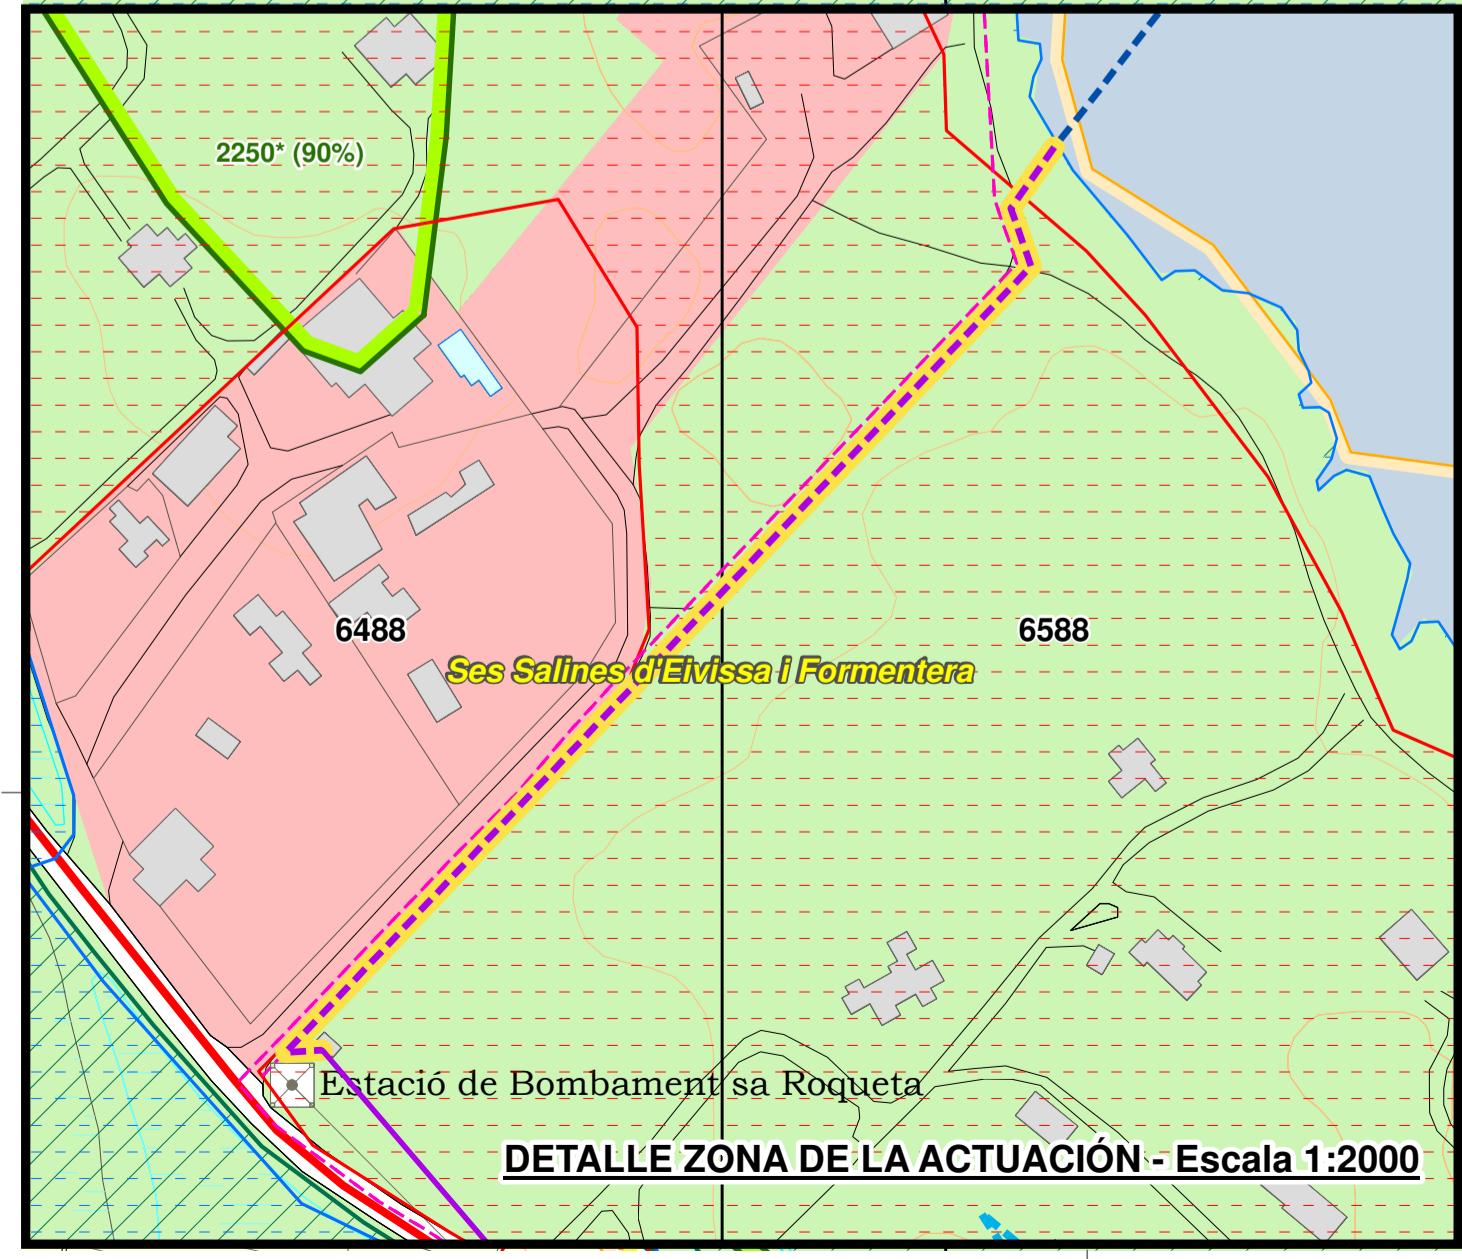 2250* (90%)
6488
6588
Ses Salines d'Eivissa i Formentera
Estació de Bombament sa Roqueta
DETALLE ZONA DE LA ACTUACIÓN - Escala 1:2000